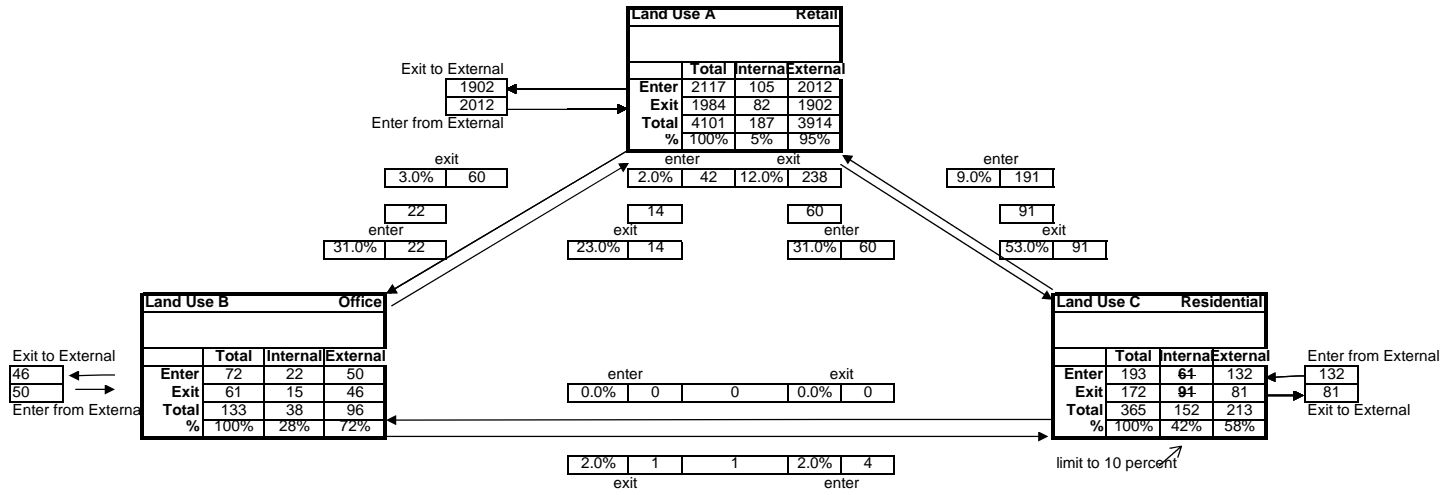 Land Use A Retail
Total Internal External
Exit to External
1902
2012
Enter from External
Enter 2117 105 2012
Exit 1984 82 1902
Total 4101 187 3914
% 100% 5% 95%
exit enter exit enter
3.0% 60 2.0% 42 12.0% 238 9.0% 191
22 14 60 91
enter exit enter exit
31.0% 22 23.0% 14 31.0% 60 53.0% 91
Land Use B Office
Total Internal External
Exit to External
46
50
Enter from Externa
Enter 72 22 50
Exit 61 15 46
Total 133 38 96
% 100% 28% 72%
enter exit
0.0% 0 0 0.0% 0
2.0% 1 1 2.0% 4
exit enter
Land Use C Residential
Total Interna External
Enter 193 61 132
Exit 172 91 81
Total 365 152 213
% 100% 42% 58%
Enter from External
132
81
Exit to External
limit to 10 percent